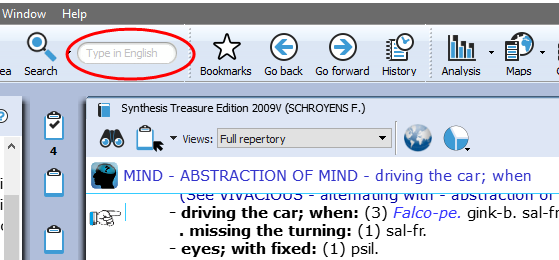 Window Help
ea Search Type in English Bookmarks Go back Go forward History Analysis Maps
Synthesis Treasure Edition 2009V (SCHROYENS F.)
Views: Full repertory
4
MIND - ABSTRACTION OF MIND - driving the car; when
(See VIVACIOUS - alternating with - abstraction of
- driving the car; when: (3) Falco-pe. gink-b. sal-fr
. missing the turning: (1) sal-fr.
- eyes; with fixed: (1) psil.